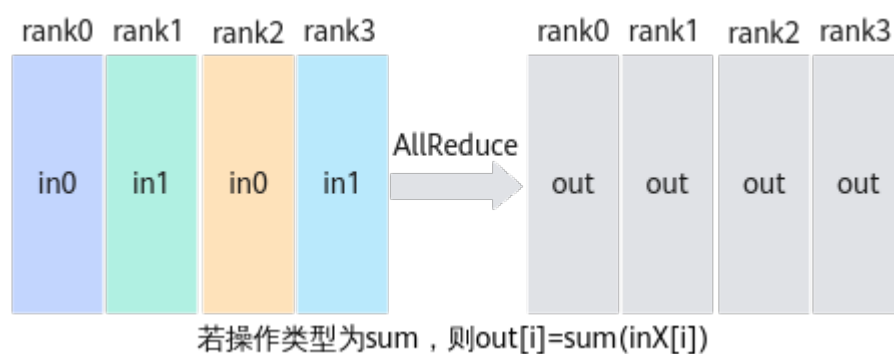 rank0 rank1 rank2 rank3 rank0 rank1 rank2 rank3
AllReduce
in0 in1 in0 in1 out out out out
若操作类型为sum，则out[i]=sum(inX[i])